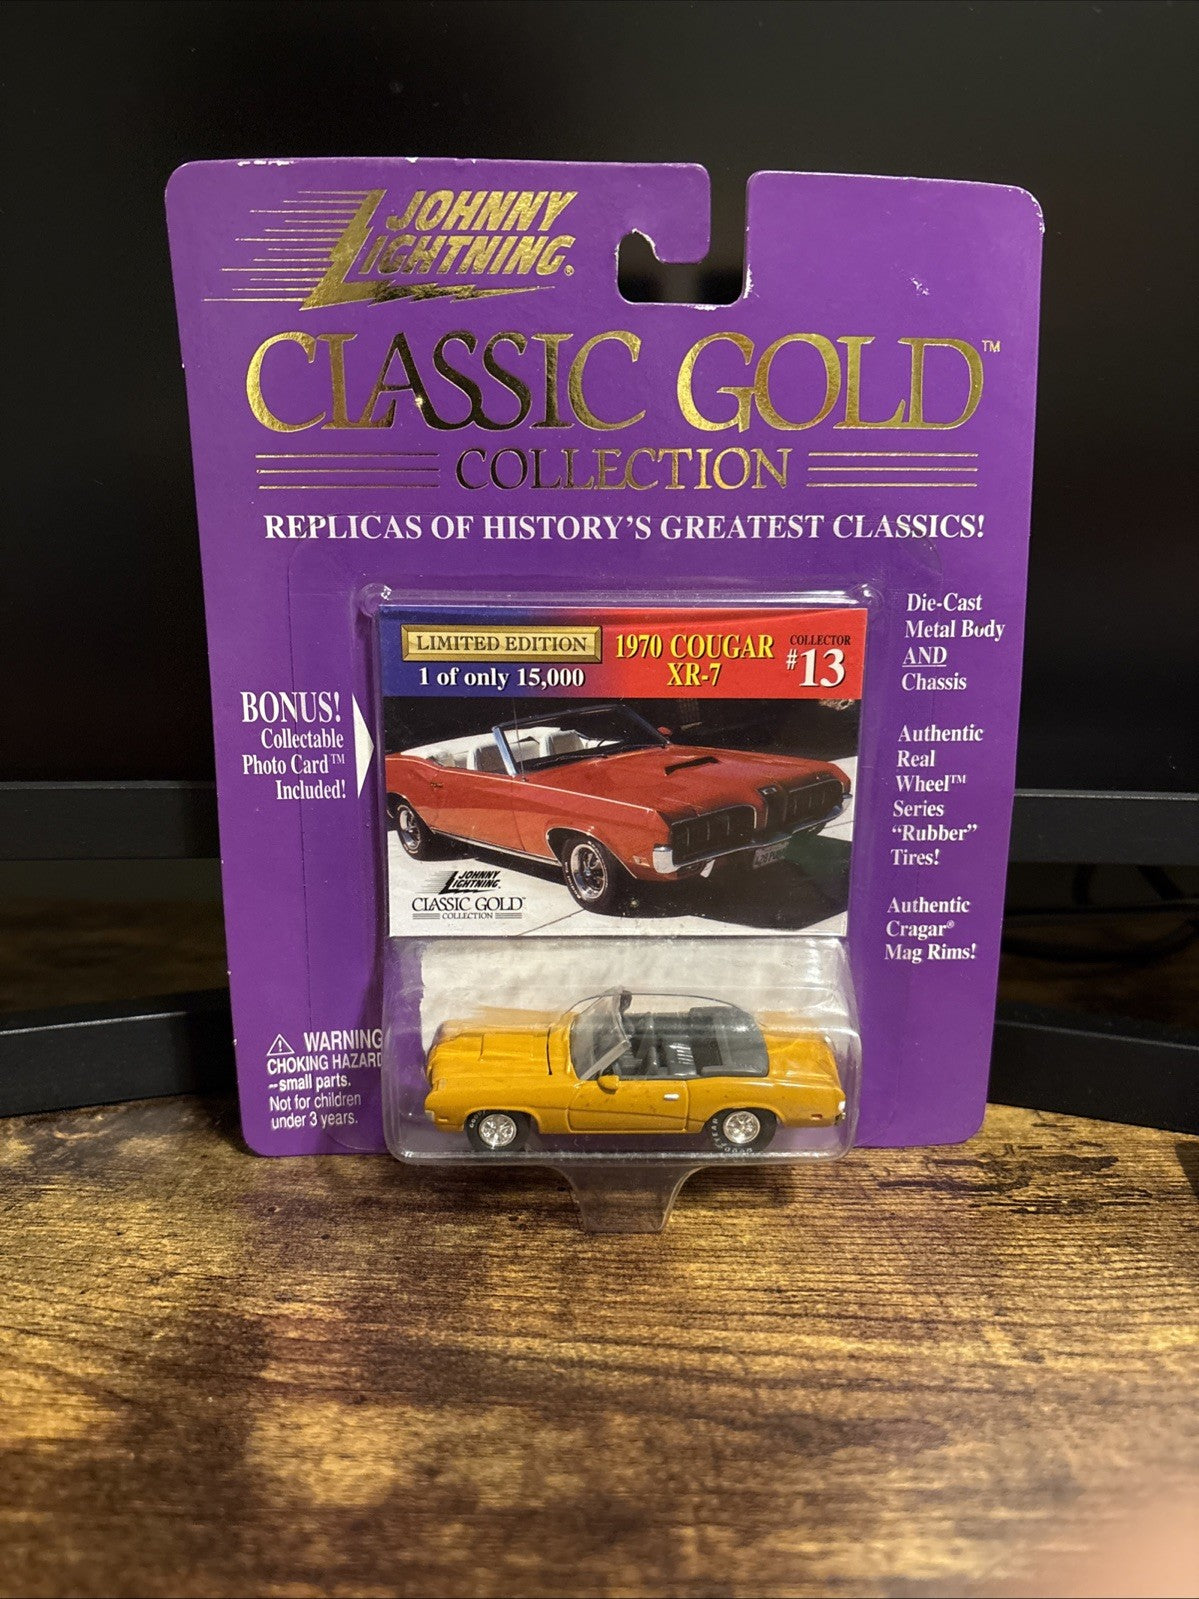 JOHNNY
LIGHTNING®
CLASSIC GOLD™
COLLECTION
REPLICAS OF HISTORY'S GREATEST CLASSICS!
LIMITED EDITION
1 of only 15,000
1970 COUGAR
XR-7
COLLECTOR
#13
BONUS!
Collectable
Photo Card™
Included!
Die-Cast
Metal Body
AND
Chassis
Authentic
Real
Wheel™
Series
"Rubber"
Tires!
Authentic
Cragar®
Mag Rims!
JOHNNY
LIGHTNING
CLASSIC GOLD
COLLECTION
WARNING
CHOKING HAZARD
--small parts.
Not for children
under 3 years.